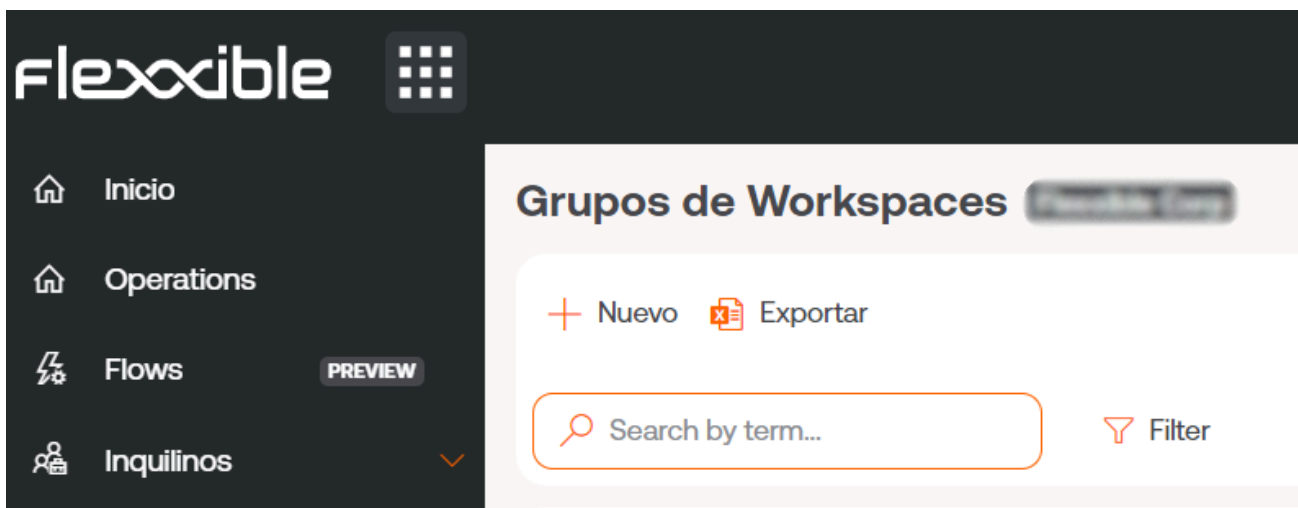 flexxible
Inicio
Operations
Flows PREVIEW
Inquilinos
Grupos de Workspaces
Nuevo Exportar
Search by term...
Filter